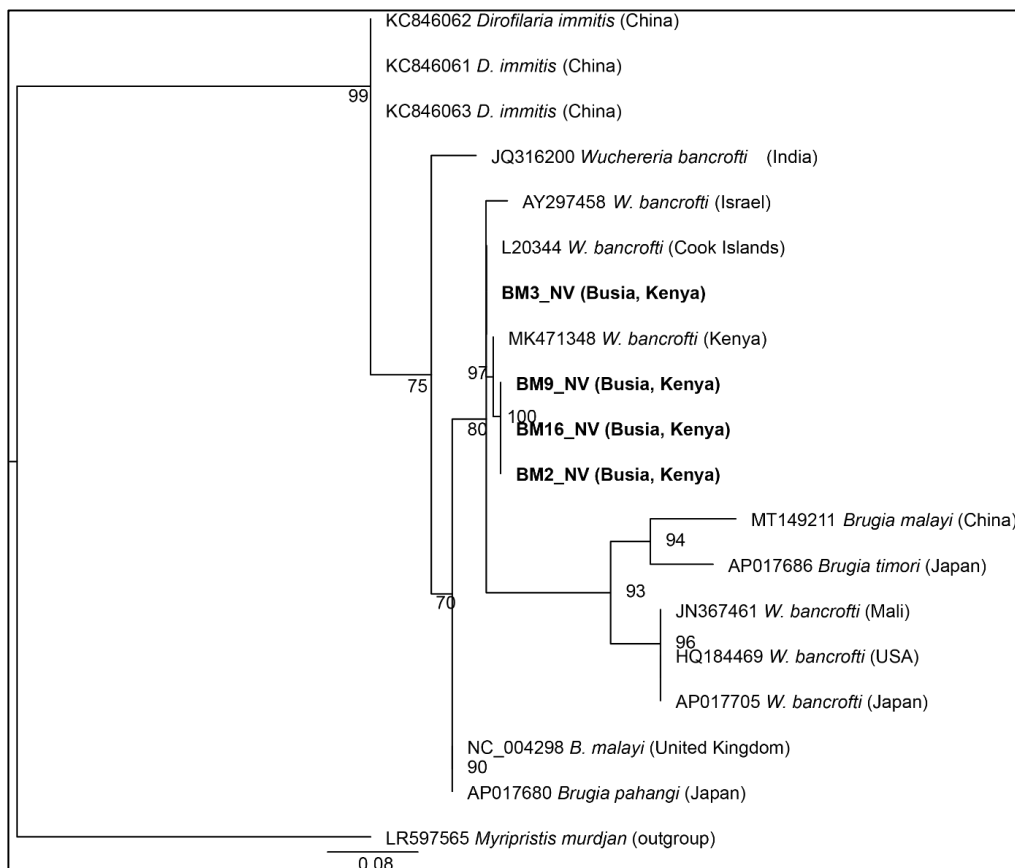 KC846062 Dirofilaria immitis (China)
KC846061 D. immitis (China)
99
KC846063 D. immitis (China)
JQ316200 Wuchereria bancrofti (India)
AY297458 W. bancrofti (Israel)
L20344 W. bancrofti (Cook Islands)
BM3_NV (Busia, Kenya)
MK471348 W. bancrofti (Kenya)
97
75
BM9_NV (Busia, Kenya)
100
80
BM16_NV (Busia, Kenya)
BM2_NV (Busia, Kenya)
MT149211 Brugia malayi (China)
94
AP017686 Brugia timori (Japan)
93
70
JN367461 W. bancrofti (Mali)
96
HQ184469 W. bancrofti (USA)
AP017705 W. bancrofti (Japan)
NC_004298 B. malayi (United Kingdom)
90
AP017680 Brugia pahangi (Japan)
LR597565 Myripristis murdjan (outgroup)
0.08